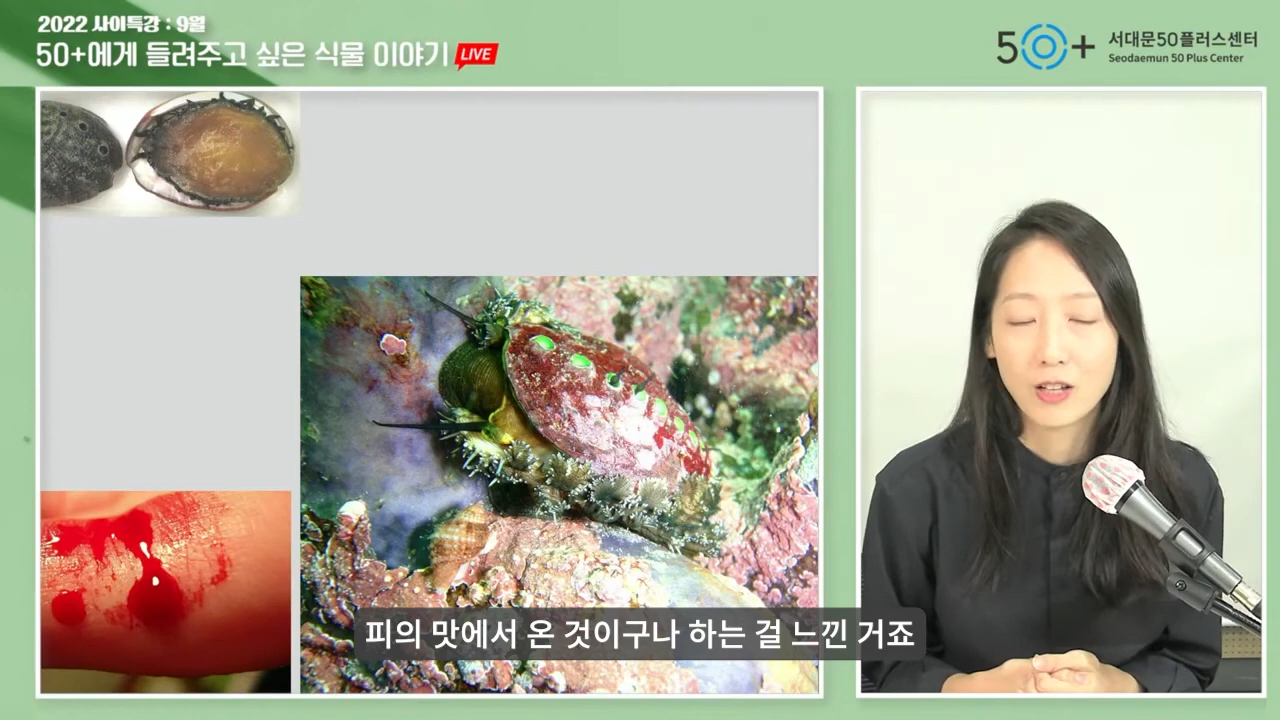 2022 사이특강 : 9월
50+에게 들려주고 싶은 식물 이야기 LIVE
50+ 서대문50플러스센터
Seodaemun 50 Plus Center
피의 맛에서 온 것이구나 하는 걸 느낀 거죠